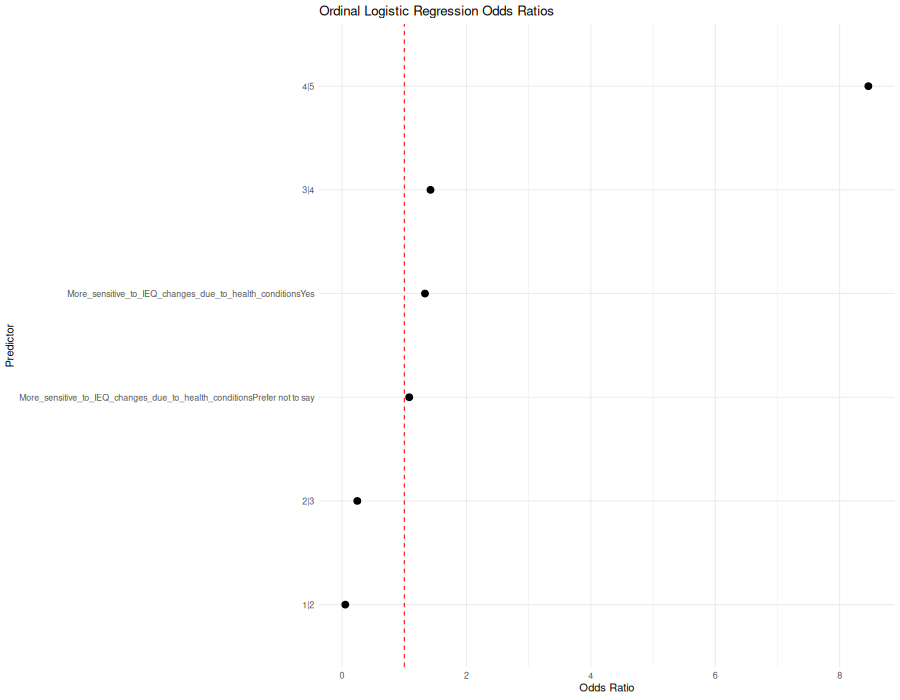 Ordinal Logistic Regression Odds Ratios
Predictor
4|5
3|4
More_sensitive_to_IEQ_changes_due_to_health_conditionsYes
More_sensitive_to_IEQ_changes_due_to_health_conditionsPrefer not to say
2|3
1|2
0 2 4 6 8
Odds Ratio